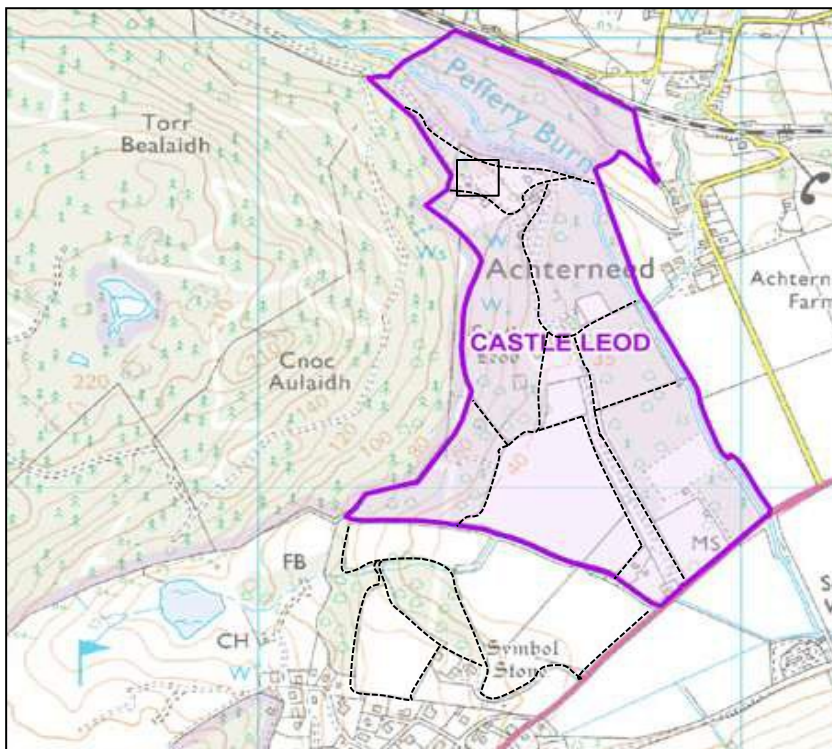 W
Peffery Burn
Torr
Bealaidh
W
Ws
Achterneed
Achtern
Farm
W
CASTLE LEOD
35
Cnoc
Aulaidh
220
140
100
80
40
MS
FB
CH
W
Symbol
Stone
S